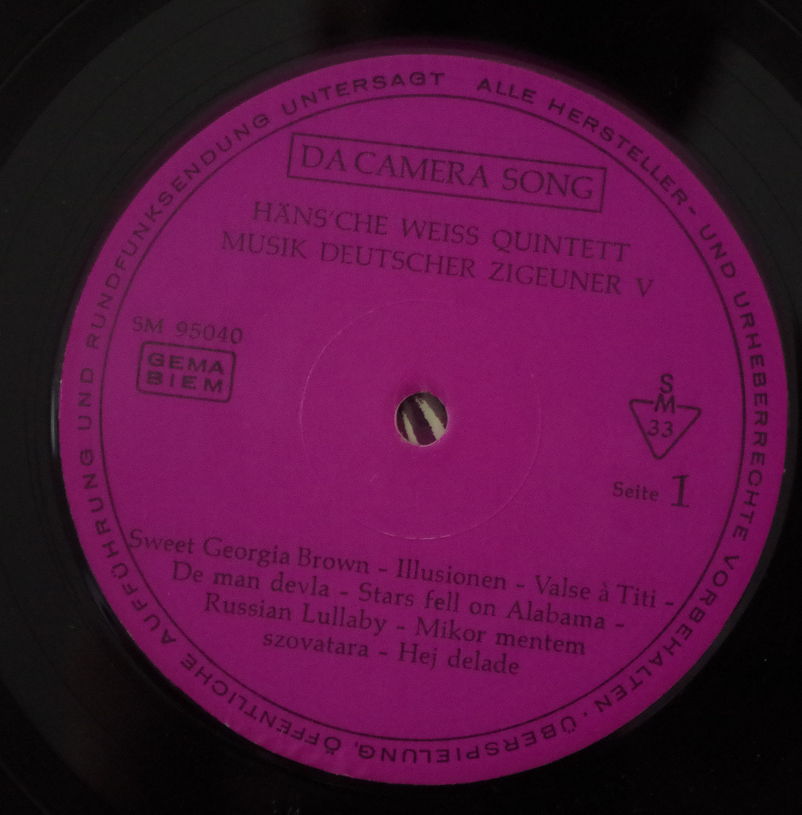 ALLE HERSTELLER- UND URHEBERRECHTE VORBEHALTEN · ÜBERSPIELUNG, ÖFFENTLICHE AUFFÜHRUNG UND RUNDFUNKSENDUNG UNTERSAGT
DA CAMERA SONG
HÄNS'CHE WEISS QUINTETT
MUSIK DEUTSCHER ZIGEUNER V
SM 95040
GEMA
BIEM
S
M
33
Seite 1
Sweet Georgia Brown – Illusionen – Valse à Titi –
De man devla – Stars fell on Alabama –
Russian Lullaby – Mikor mentem
szovatara – Hej delade